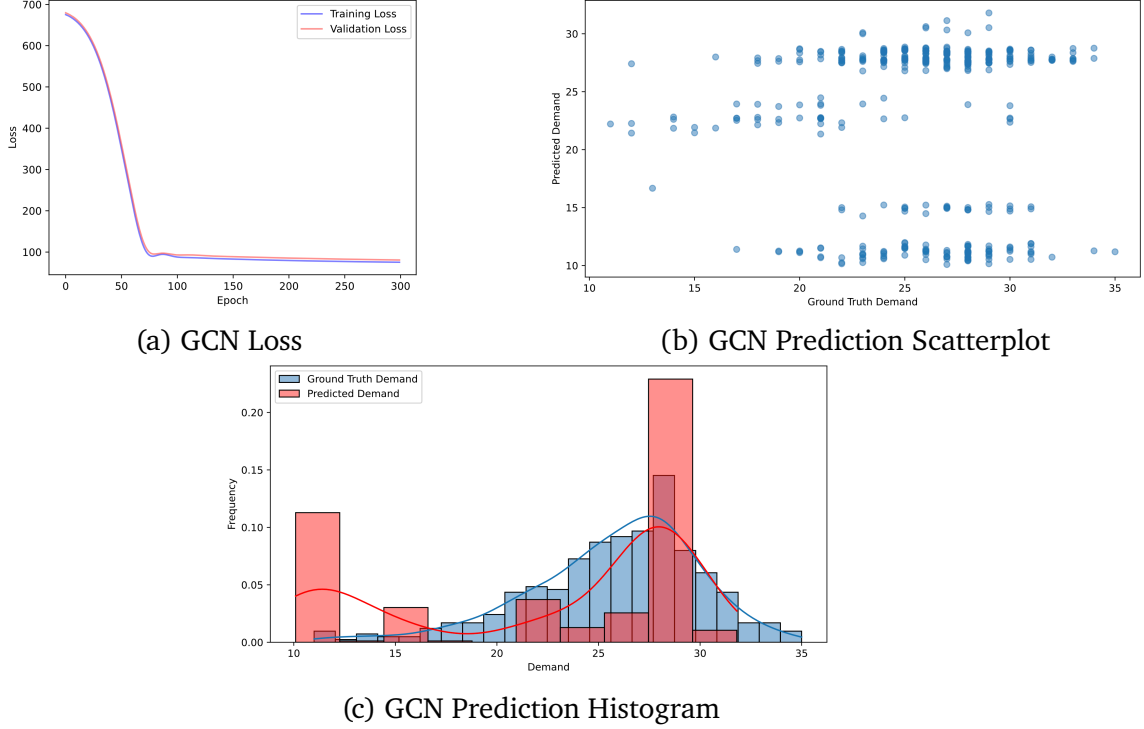 700
600
500
400
300
200
100
Loss
0
50
100
150
200
250
300
Epoch
Training Loss
Validation Loss
(a) GCN Loss
30
25
20
15
10
Predicted Demand
10
15
20
25
30
35
Ground Truth Demand
(b) GCN Prediction Scatterplot
Ground Truth Demand
Predicted Demand
0.20
0.15
0.10
0.05
0.00
Frequency
10
15
20
25
30
35
Demand
(c) GCN Prediction Histogram